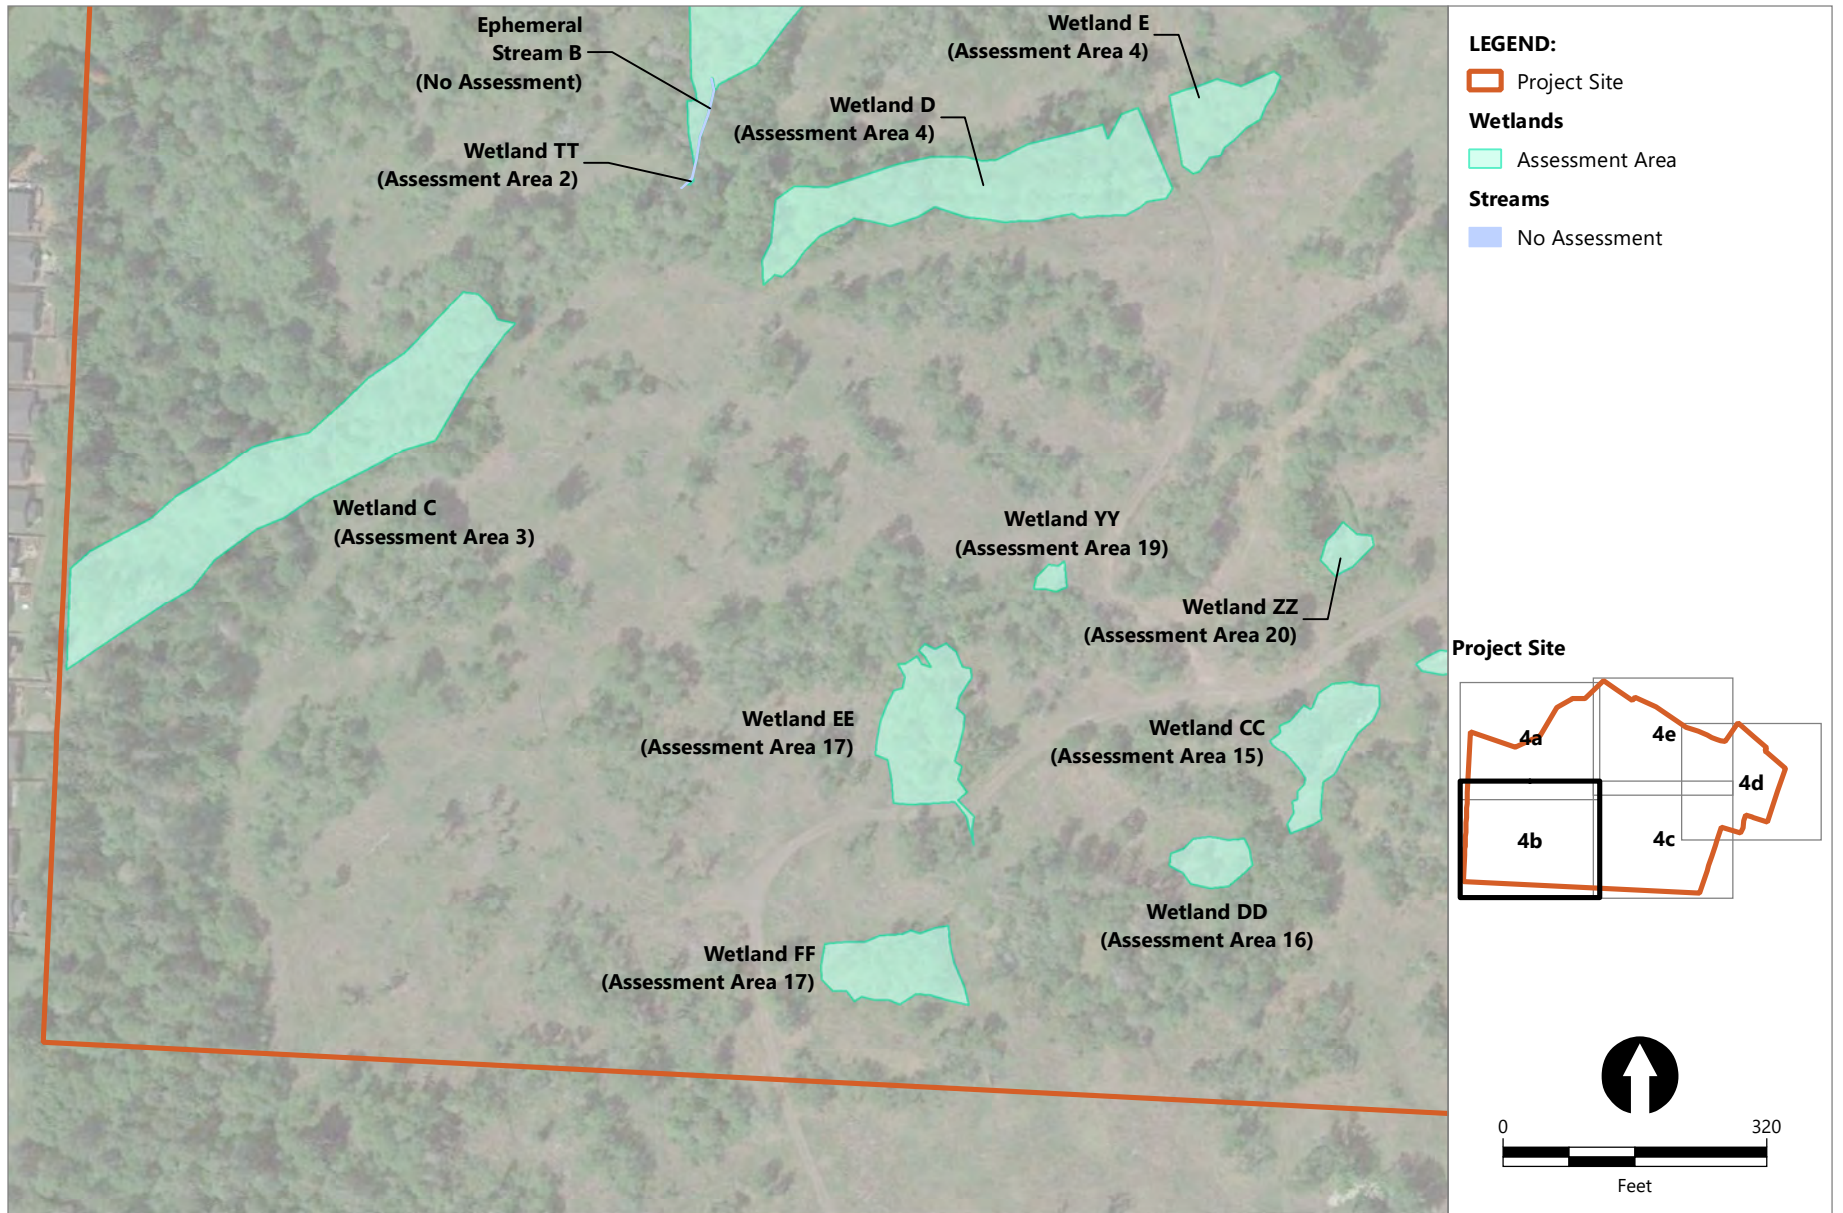 Ephemeral
Stream B
(No Assessment)
Wetland TT
(Assessment Area 2)
Wetland D
(Assessment Area 4)
Wetland E
(Assessment Area 4)
Wetland C
(Assessment Area 3)
Wetland YY
(Assessment Area 19)
Wetland ZZ
(Assessment Area 20)
Wetland EE
(Assessment Area 17)
Wetland CC
(Assessment Area 15)
Wetland DD
(Assessment Area 16)
Wetland FF
(Assessment Area 17)
LEGEND:
Project Site
Wetlands
Assessment Area
Streams
No Assessment
Project Site
4a
4e
4d
4b
4c
0 320
Feet